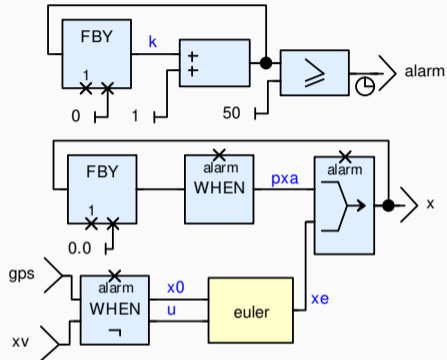 FBY
k
+
+
1
0
1
50
⩾
alarm
FBY
1
0.0
alarm
WHEN
pxa
alarm
x
gps
xv
alarm
WHEN
¬
x0
u
euler
xe